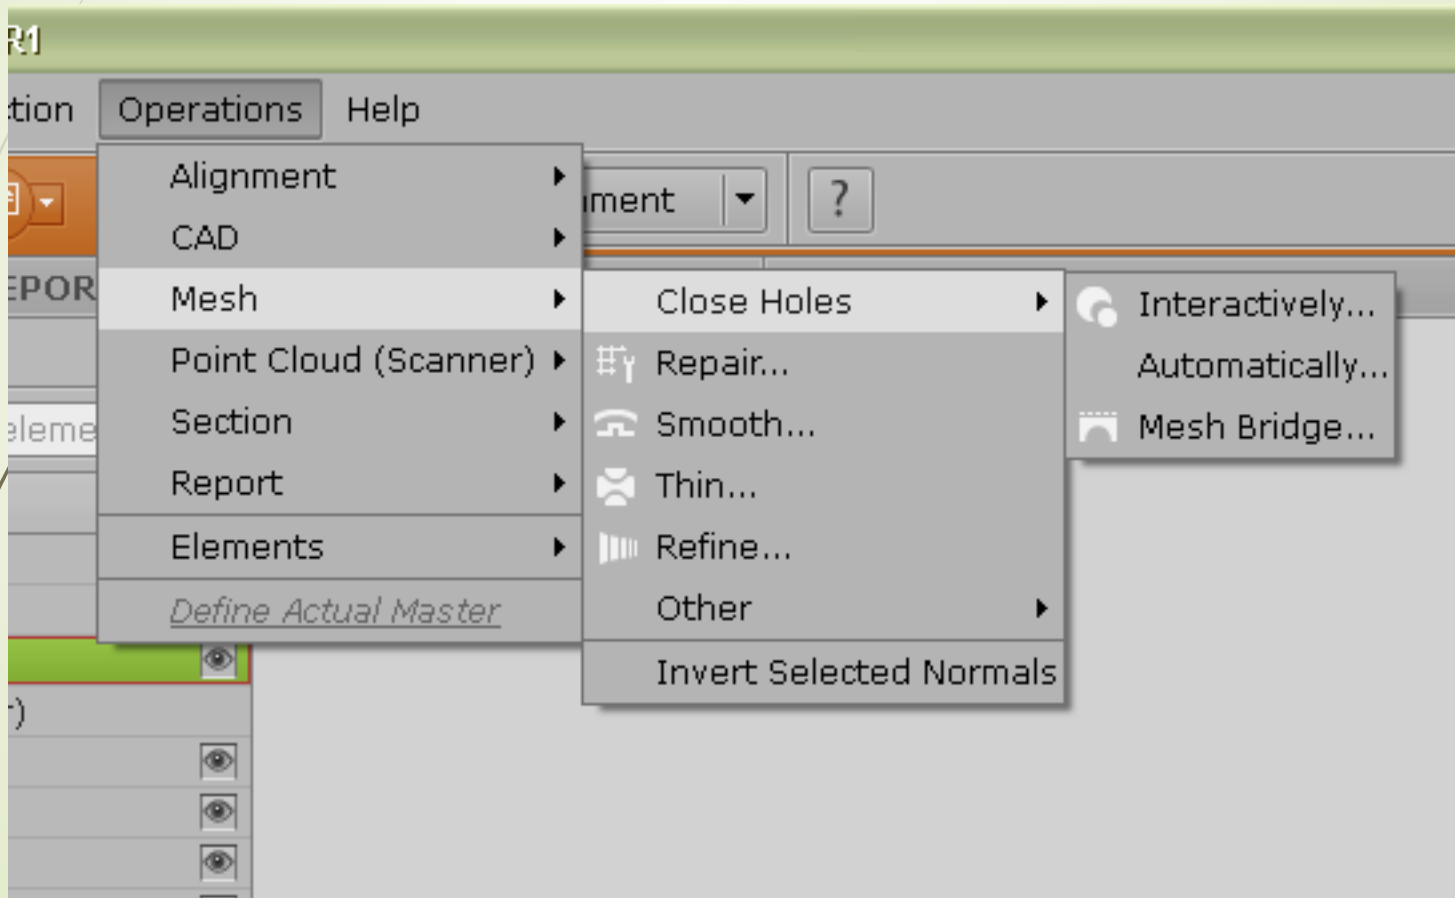 R1
tion Operations Help
Alignment
CAD
Mesh
Point Cloud (Scanner)
Section
Report
Elements
Define Actual Master
ment
?
EPOR
eleme
r)
Close Holes
Repair...
Smooth...
Thin...
Refine...
Other
Invert Selected Normals
Interactively...
Automatically...
Mesh Bridge...